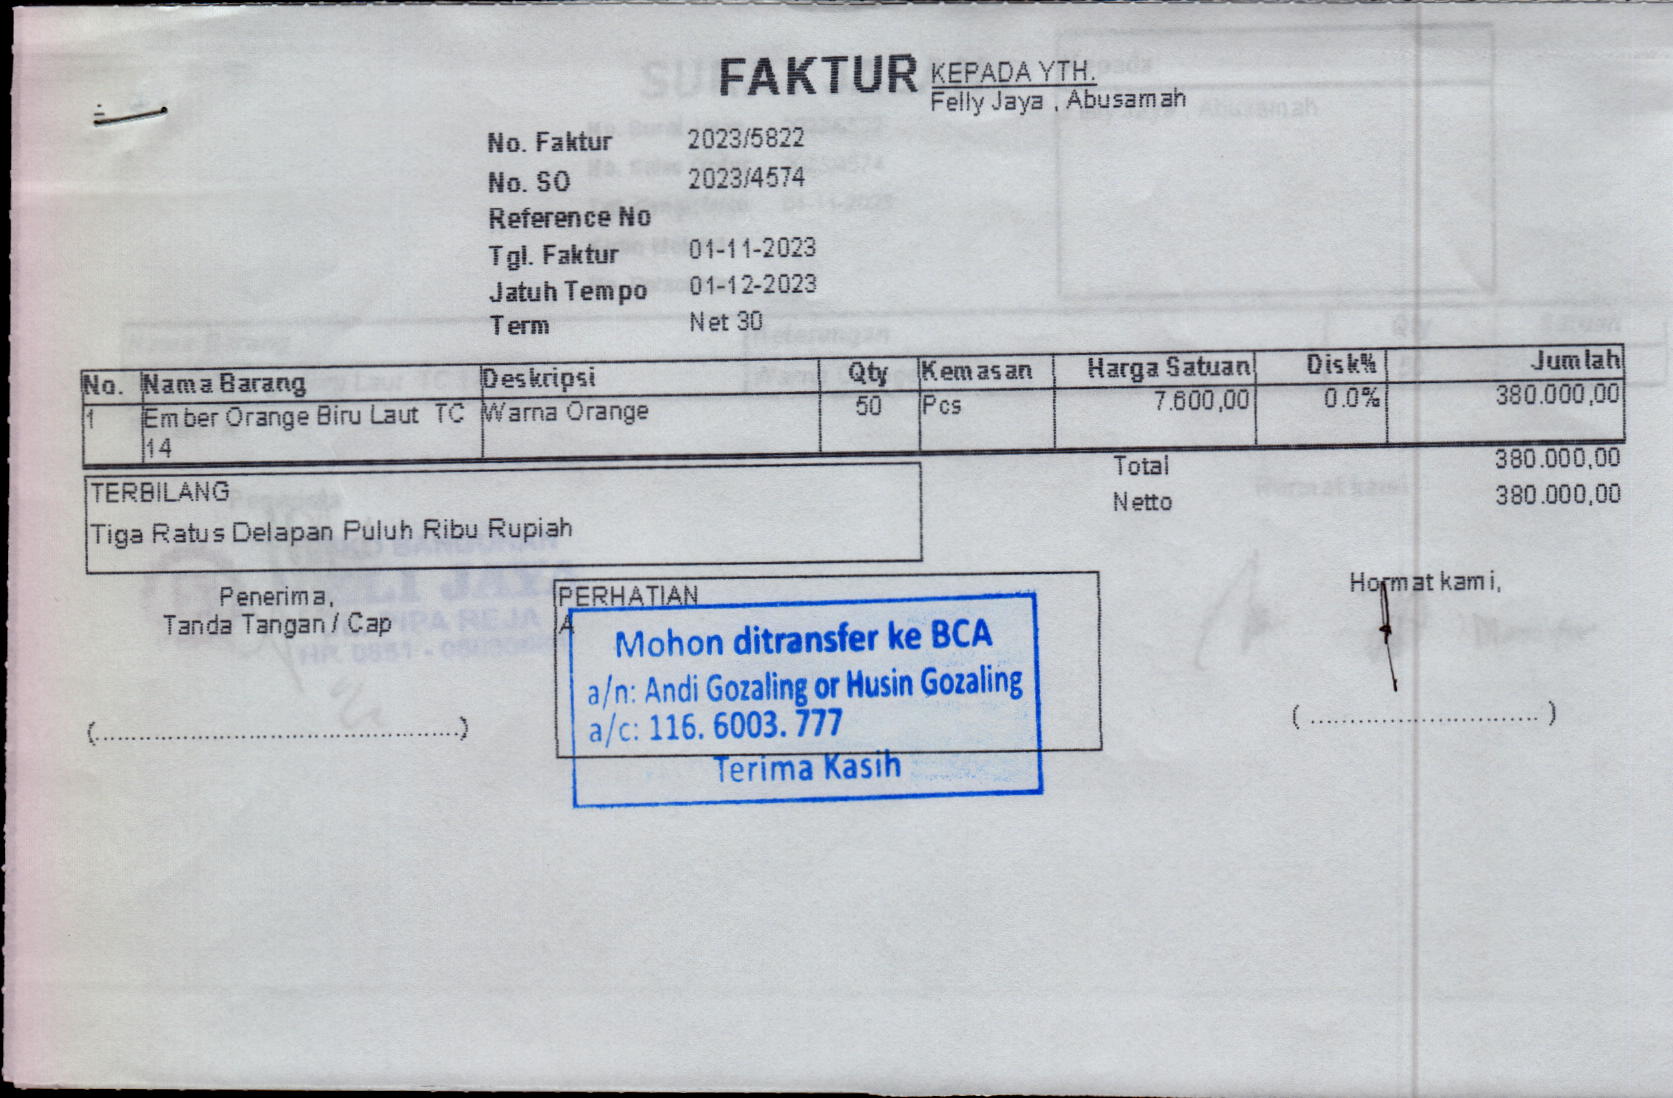 FAKTUR
KEPADA YTH.
Felly Jaya , Abusamah
No. Faktur 2023/5822
No. SO 2023/4574
Reference No
Tgl. Faktur 01-11-2023
Jatuh Tempo 01-12-2023
Term Net 30
No. Nama Barang Deskripsi Qty Kemasan Harga Satuan Disk% Jumlah
1 Ember Orange Biru Laut TC Warna Orange 50 Pcs 7.600,00 0.0% 380.000,00
14
Total 380.000,00
Netto 380.000,00
TERBILANG
Tiga Ratus Delapan Puluh Ribu Rupiah
Penerima,
Tanda Tangan / Cap
(................................................)
PERHATIAN
A
Mohon ditransfer ke BCA
a/n: Andi Gozaling or Husin Gozaling
a/c: 116. 6003. 777
Terima Kasih
Hormat kami,
( .............................. )